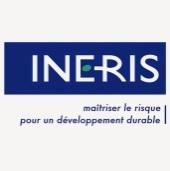 INERIS
maîtriser le risque
pour un développement durable